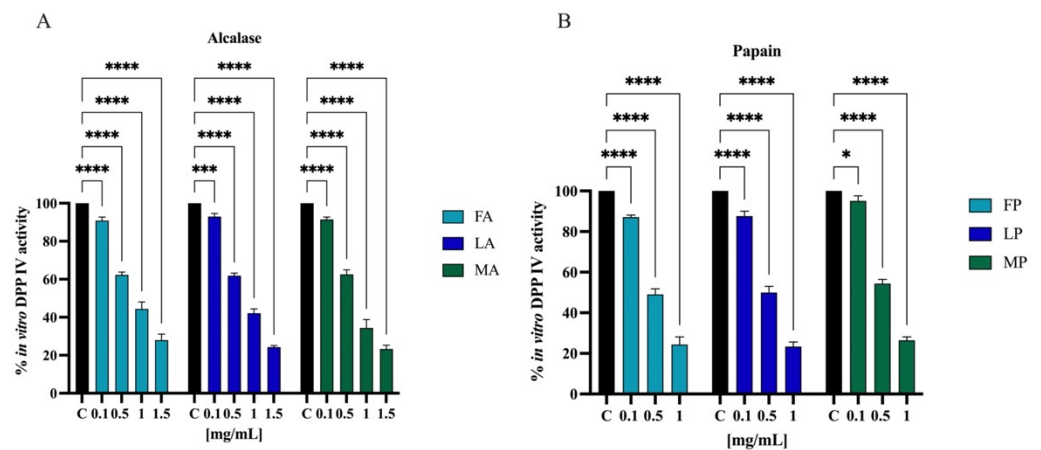 A
Alcalase
**** **** ****
**** **** ****
**** **** ****
**** *** ****
% in vitro DPP IV activity
100
80
60
40
20
0
C 0.1 0.5 1 1.5 C 0.1 0.5 1 1.5 C 0.1 0.5 1 1.5
[mg/mL]
FA
LA
MA
B
Papain
**** **** ****
**** **** ****
**** **** *
% in vitro DPP IV activity
100
80
60
40
20
0
C 0.1 0.5 1 C 0.1 0.5 1 C 0.1 0.5 1
[mg/mL]
FP
LP
MP